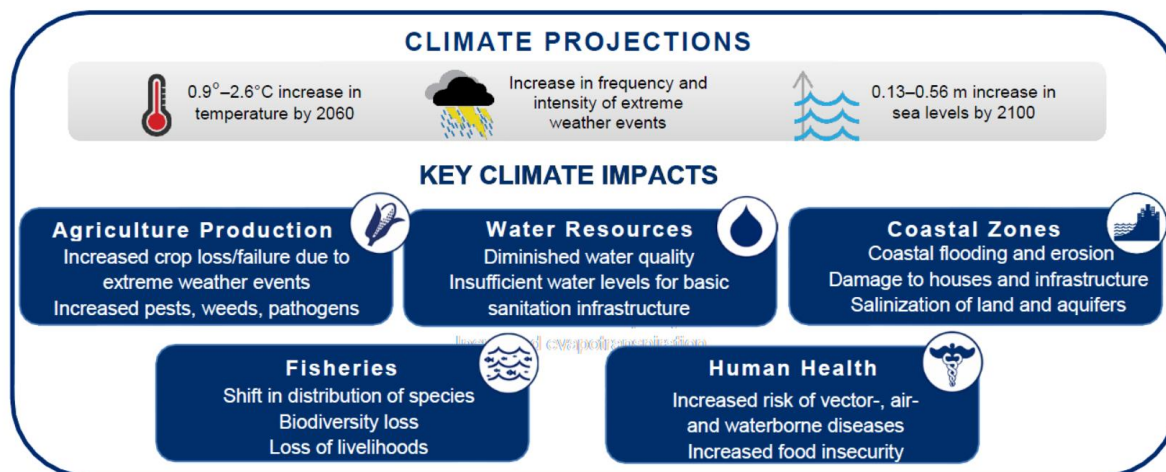 CLIMATE PROJECTIONS
0.9°–2.6°C increase in
temperature by 2060
Increase in frequency and
intensity of extreme
weather events
0.13–0.56 m increase in
sea levels by 2100
KEY CLIMATE IMPACTS
Agriculture Production
Increased crop loss/failure due to
extreme weather events
Increased pests, weeds, pathogens
Water Resources
Diminished water quality
Insufficient water levels for basic
sanitation infrastructure
Coastal Zones
Coastal flooding and erosion
Damage to houses and infrastructure
Salinization of land and aquifers
evapotranspiration
Fisheries
Shift in distribution of species
Biodiversity loss
Loss of livelihoods
Human Health
Increased risk of vector-, air-
and waterborne diseases
Increased food insecurity